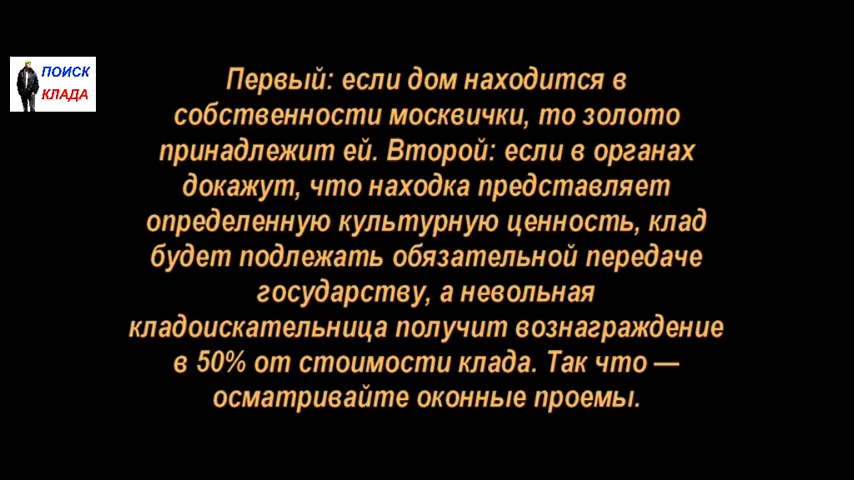 ПОИСК
КЛАДА
Первый: если дом находится в
собственности москвички, то золото
принадлежит ей. Второй: если в органах
докажут, что находка представляет
определенную культурную ценность, клад
будет подлежать обязательной передаче
государству, а невольная
кладоискательница получит вознаграждение
в 50% от стоимости клада. Так что —
осматривайте оконные проемы.